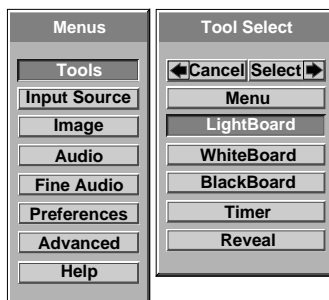 Menus
Tools
Input Source
Image
Audio
Fine Audio
Preferences
Advanced
Help
Tool Select
Cancel Select
Menu
LightBoard
WhiteBoard
BlackBoard
Timer
Reveal